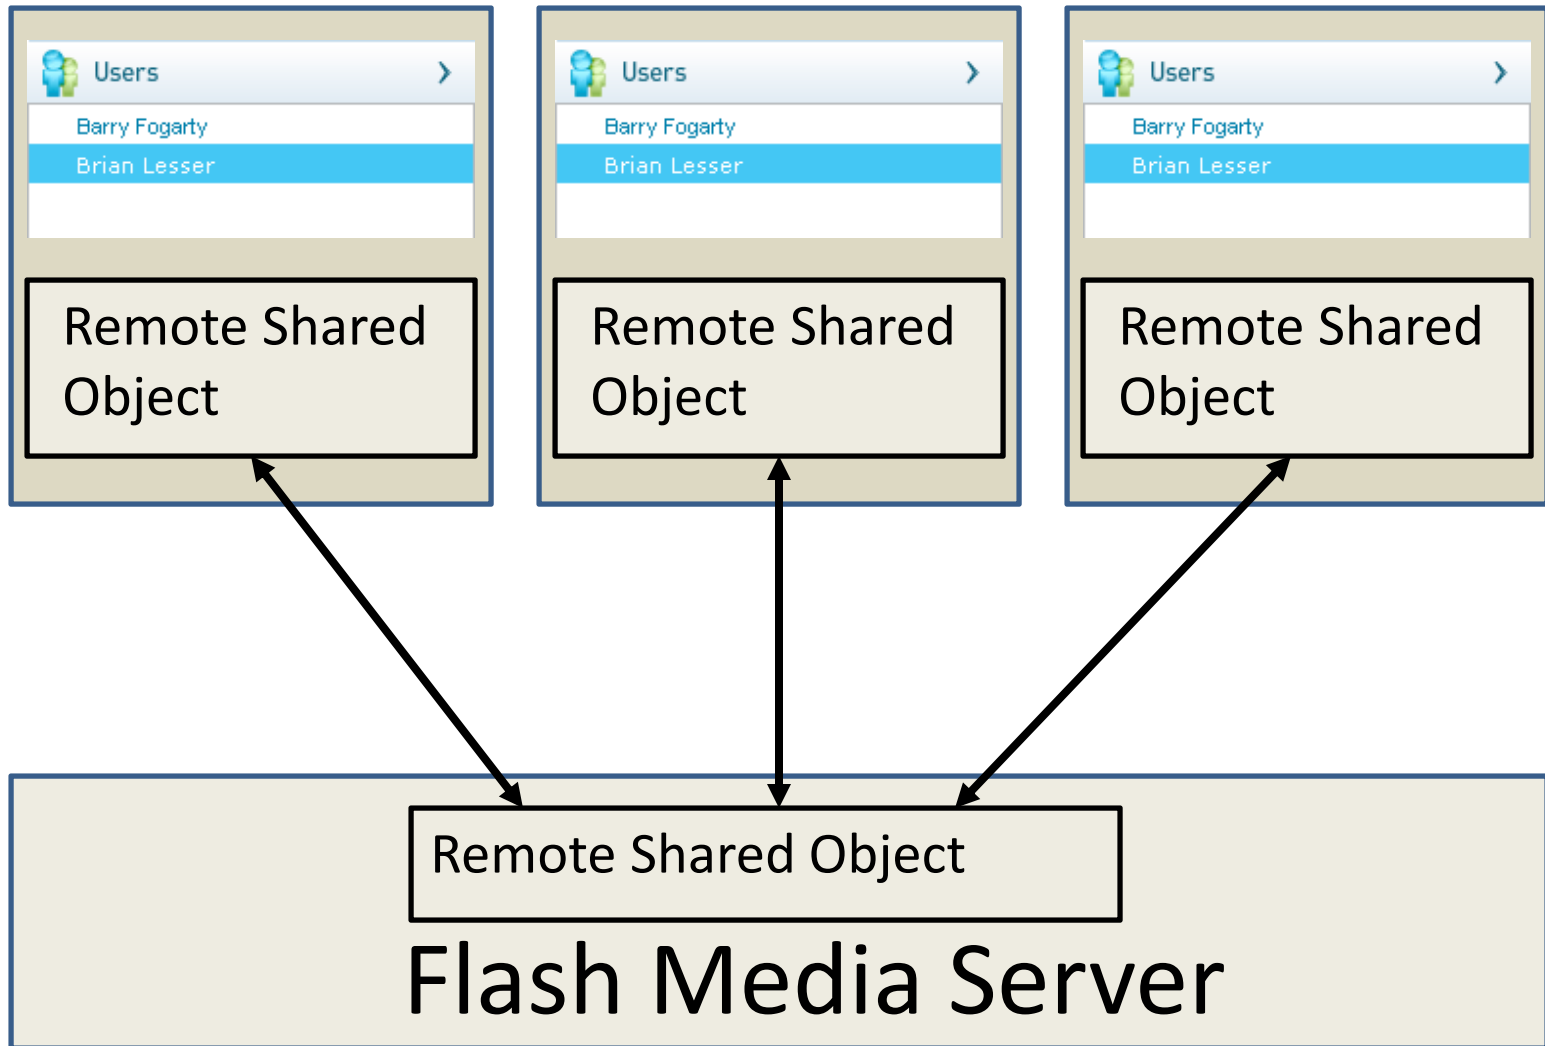 Users
Barry Fogarty
Brian Lesser
Remote Shared
Object
Users
Barry Fogarty
Brian Lesser
Remote Shared
Object
Users
Barry Fogarty
Brian Lesser
Remote Shared
Object
Remote Shared Object
Flash Media Server